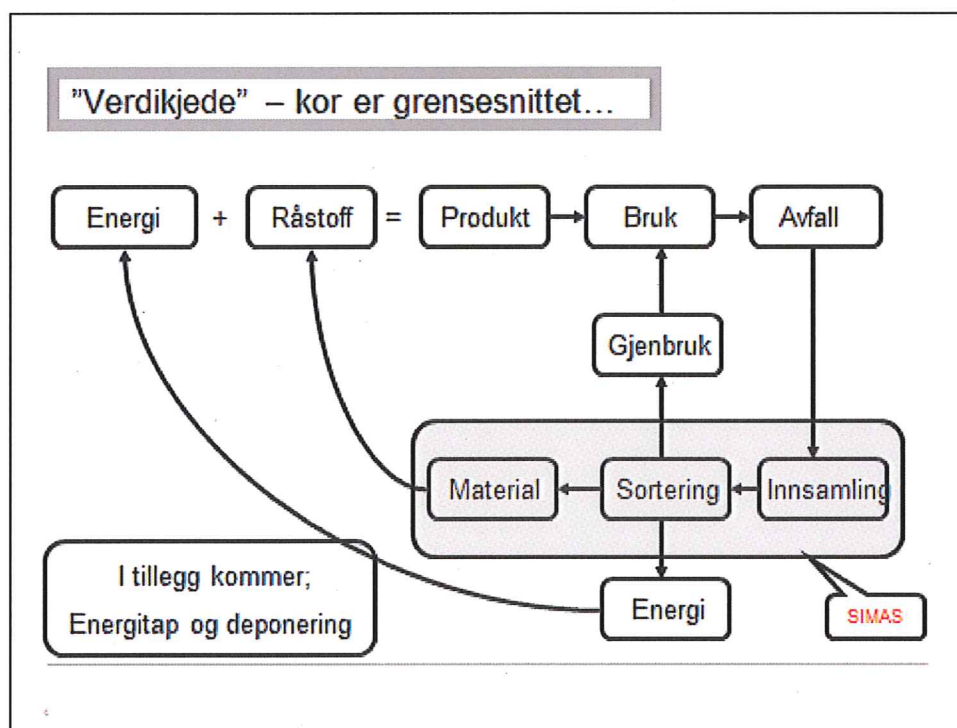 "Verdikjede" – kor er grensesnittet...
Energi + Råstoff = Produkt Bruk Avfall
Gjenbruk
Material Sortering Innsamling
I tillegg kommer;
Energitap og deponering
Energi
SIMAS